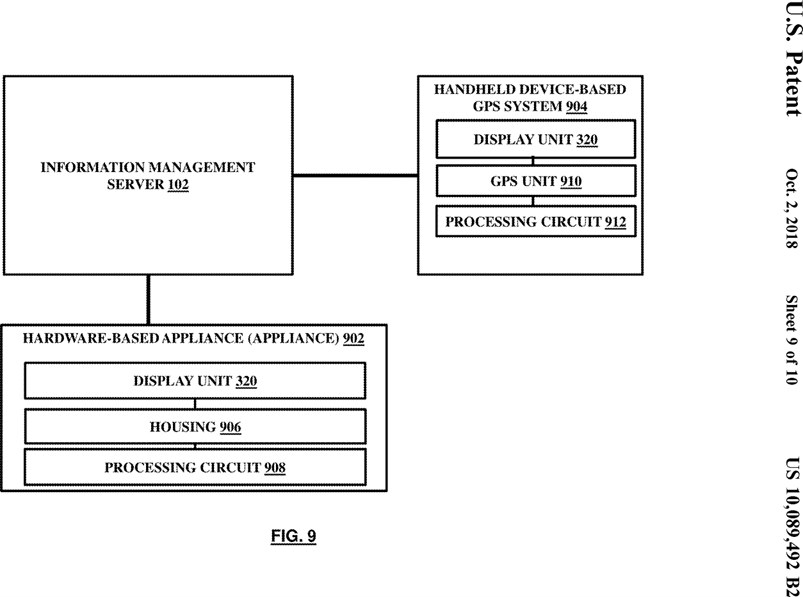 U.S. Patent
Oct. 2, 2018
Sheet 9 of 10
US 10,089,492 B2
INFORMATION MANAGEMENT
SERVER 102
HANDHELD DEVICE-BASED
GPS SYSTEM 904
DISPLAY UNIT 320
GPS UNIT 910
PROCESSING CIRCUIT 912
HARDWARE-BASED APPLIANCE (APPLIANCE) 902
DISPLAY UNIT 320
HOUSING 906
PROCESSING CIRCUIT 908
FIG. 9